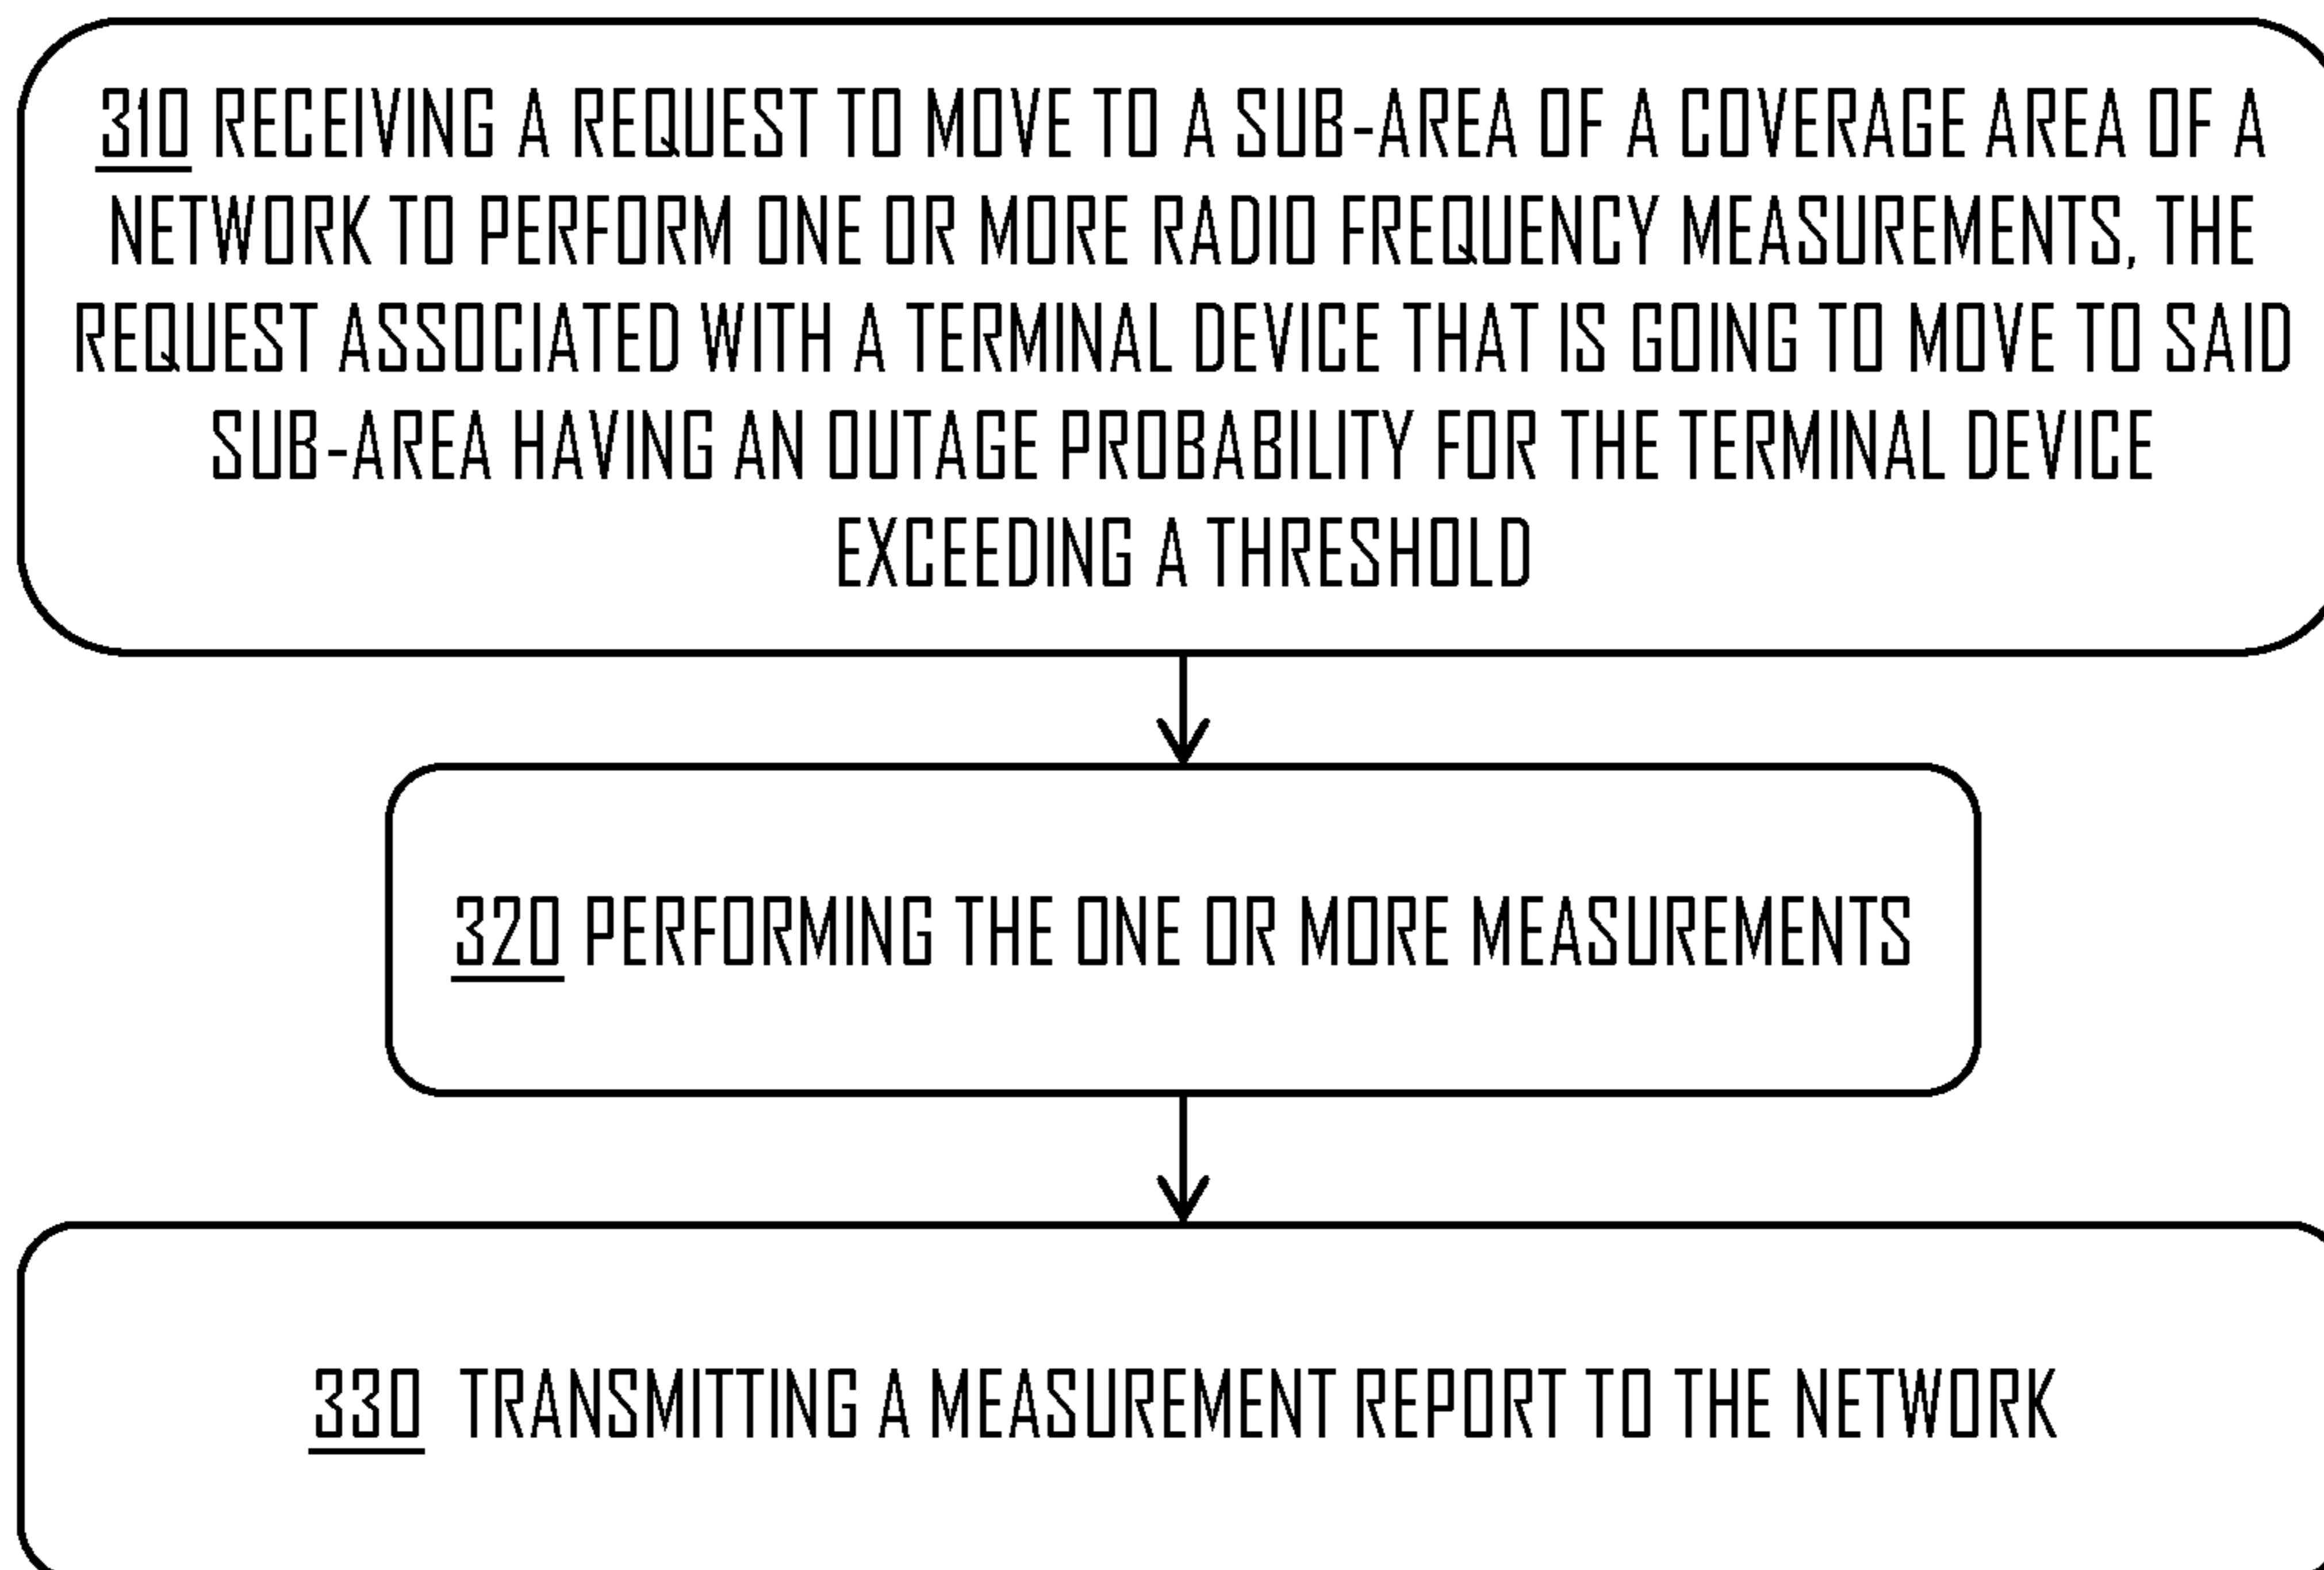 310 RECEIVING A REQUEST TO MOVE TO A SUB-AREA OF A COVERAGE AREA OF A
NETWORK TO PERFORM ONE OR MORE RADIO FREQUENCY MEASUREMENTS, THE
REQUEST ASSOCIATED WITH A TERMINAL DEVICE THAT IS GOING TO MOVE TO SAID
SUB-AREA HAVING AN OUTAGE PROBABILITY FOR THE TERMINAL DEVICE
EXCEEDING A THRESHOLD
320 PERFORMING THE ONE OR MORE MEASUREMENTS
330 TRANSMITTING A MEASUREMENT REPORT TO THE NETWORK